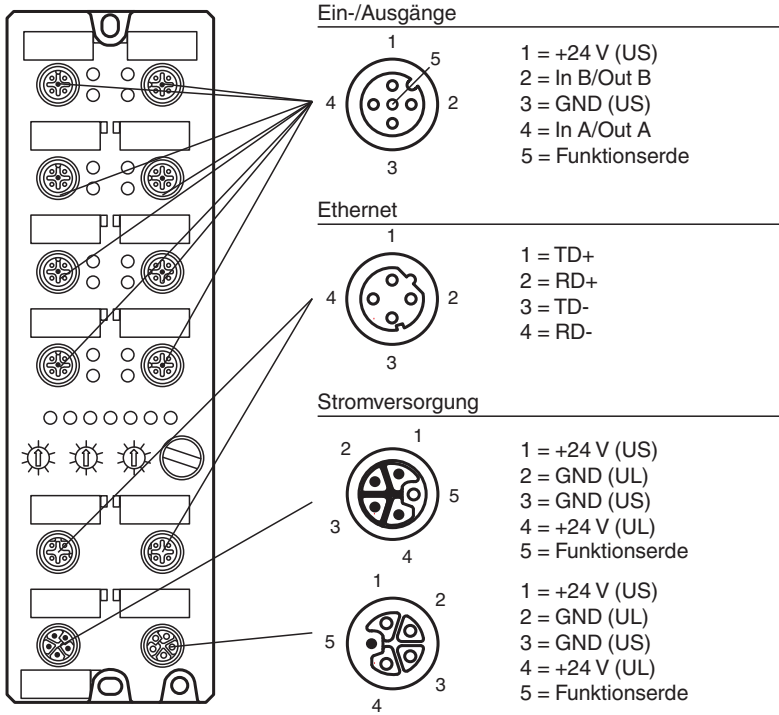 Ein-/Ausgänge
1
5
4
2
3
1 = +24 V (US)
2 = In B/Out B
3 = GND (US)
4 = In A/Out A
5 = Funktionserde
Ethernet
1
4
2
3
1 = TD+
2 = RD+
3 = TD-
4 = RD-
Stromversorgung
1
2
5
3
4
1 = +24 V (US)
2 = GND (UL)
3 = GND (US)
4 = +24 V (UL)
5 = Funktionserde
1
2
5
3
4
1 = +24 V (US)
2 = GND (UL)
3 = GND (US)
4 = +24 V (UL)
5 = Funktionserde